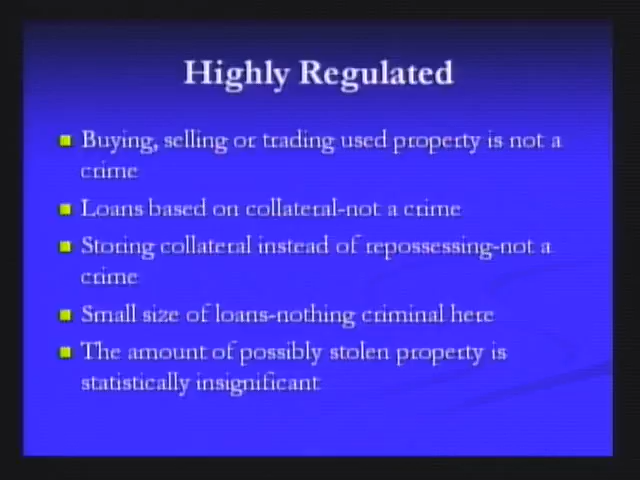 Highly Regulated
Buying, selling or trading used property is not a
crime
Loans based on collateral-not a crime
Storing collateral instead of repossessing-not a
crime
Small size of loans-nothing criminal here
The amount of possibly stolen property is
statistically insignificant